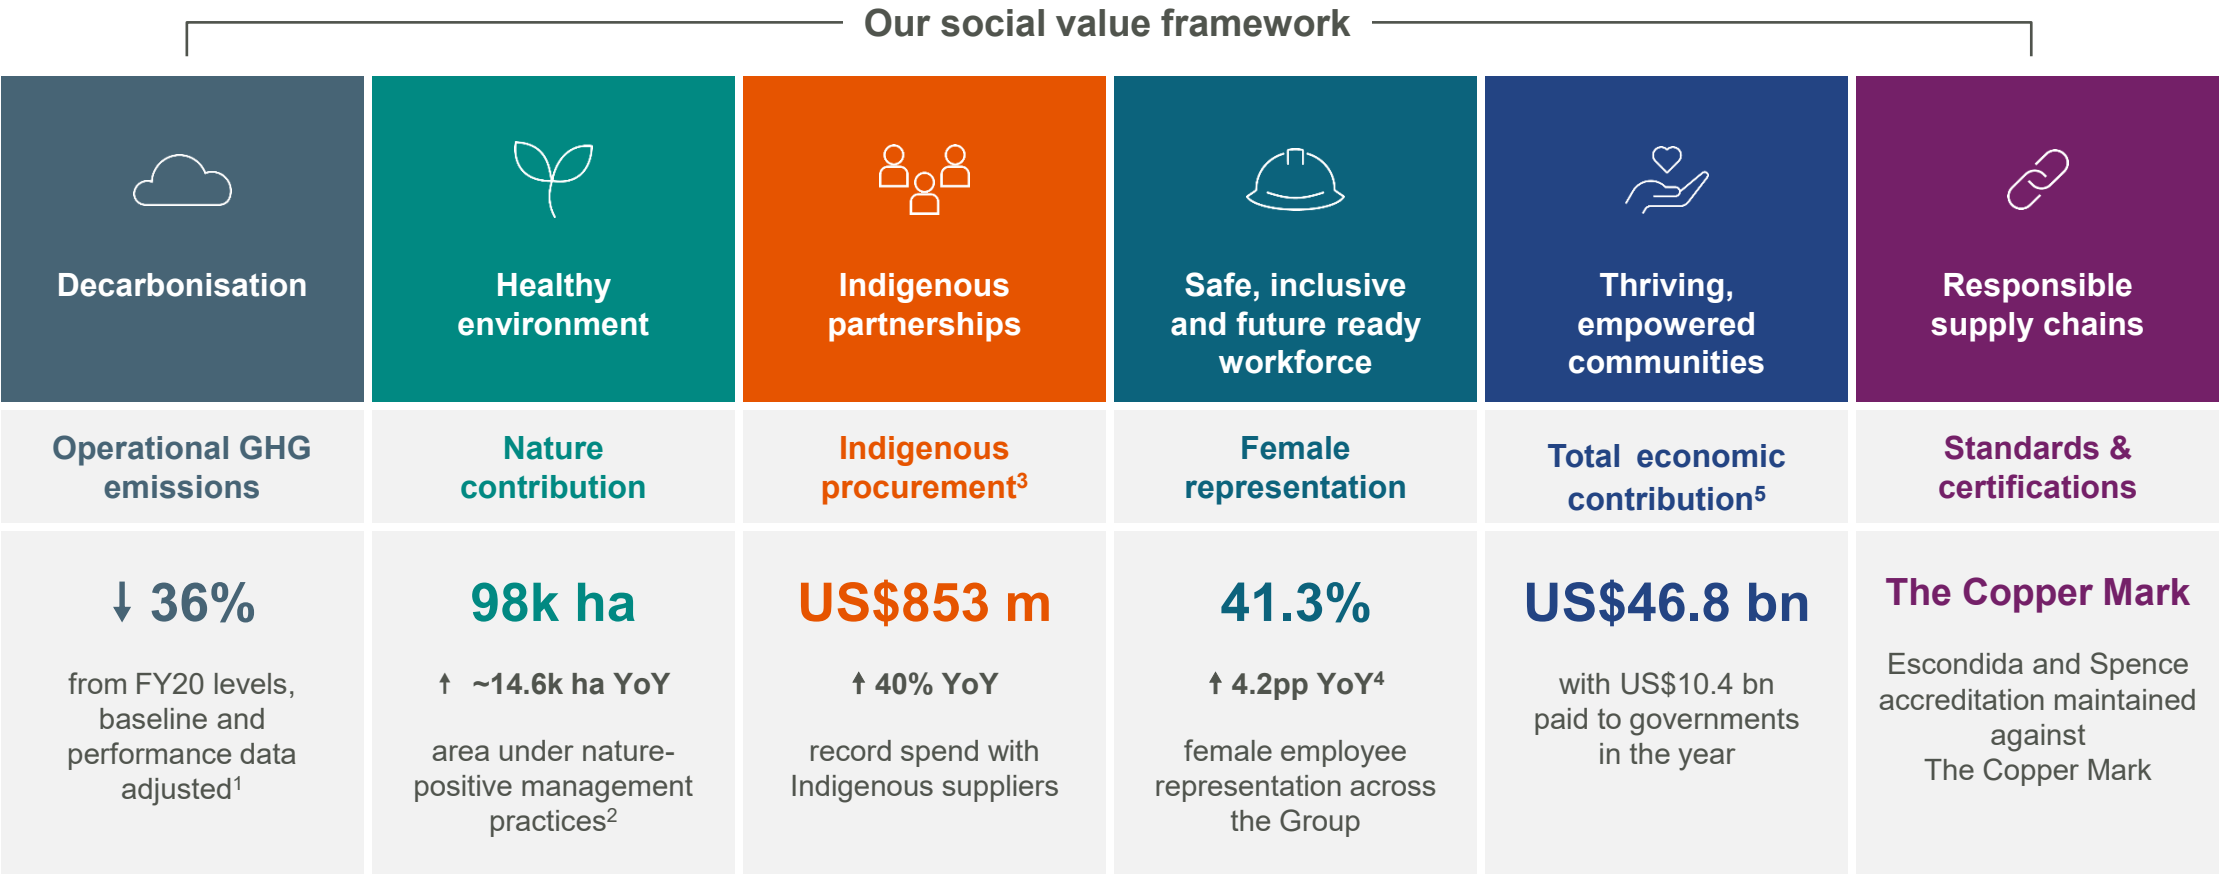 Our social value framework
Decarbonisation
Healthy
environment
Indigenous
partnerships
Safe, inclusive
and future ready
workforce
Thriving,
empowered
communities
Responsible
supply chains
Operational GHG
emissions
Nature
contribution
Indigenous
procurement³
Female
representation
Total economic
contribution⁵
Standards &
certifications
↓ 36%
from FY20 levels,
baseline and
performance data
adjusted¹
98k ha
↑ ~14.6k ha YoY
area under nature-
positive management
practices²
US$853 m
↑ 40% YoY
record spend with
Indigenous suppliers
41.3%
↑ 4.2pp YoY⁴
female employee
representation across
the Group
US$46.8 bn
with US$10.4 bn
paid to governments
in the year
The Copper Mark
Escondida and Spence
accreditation maintained
against
The Copper Mark